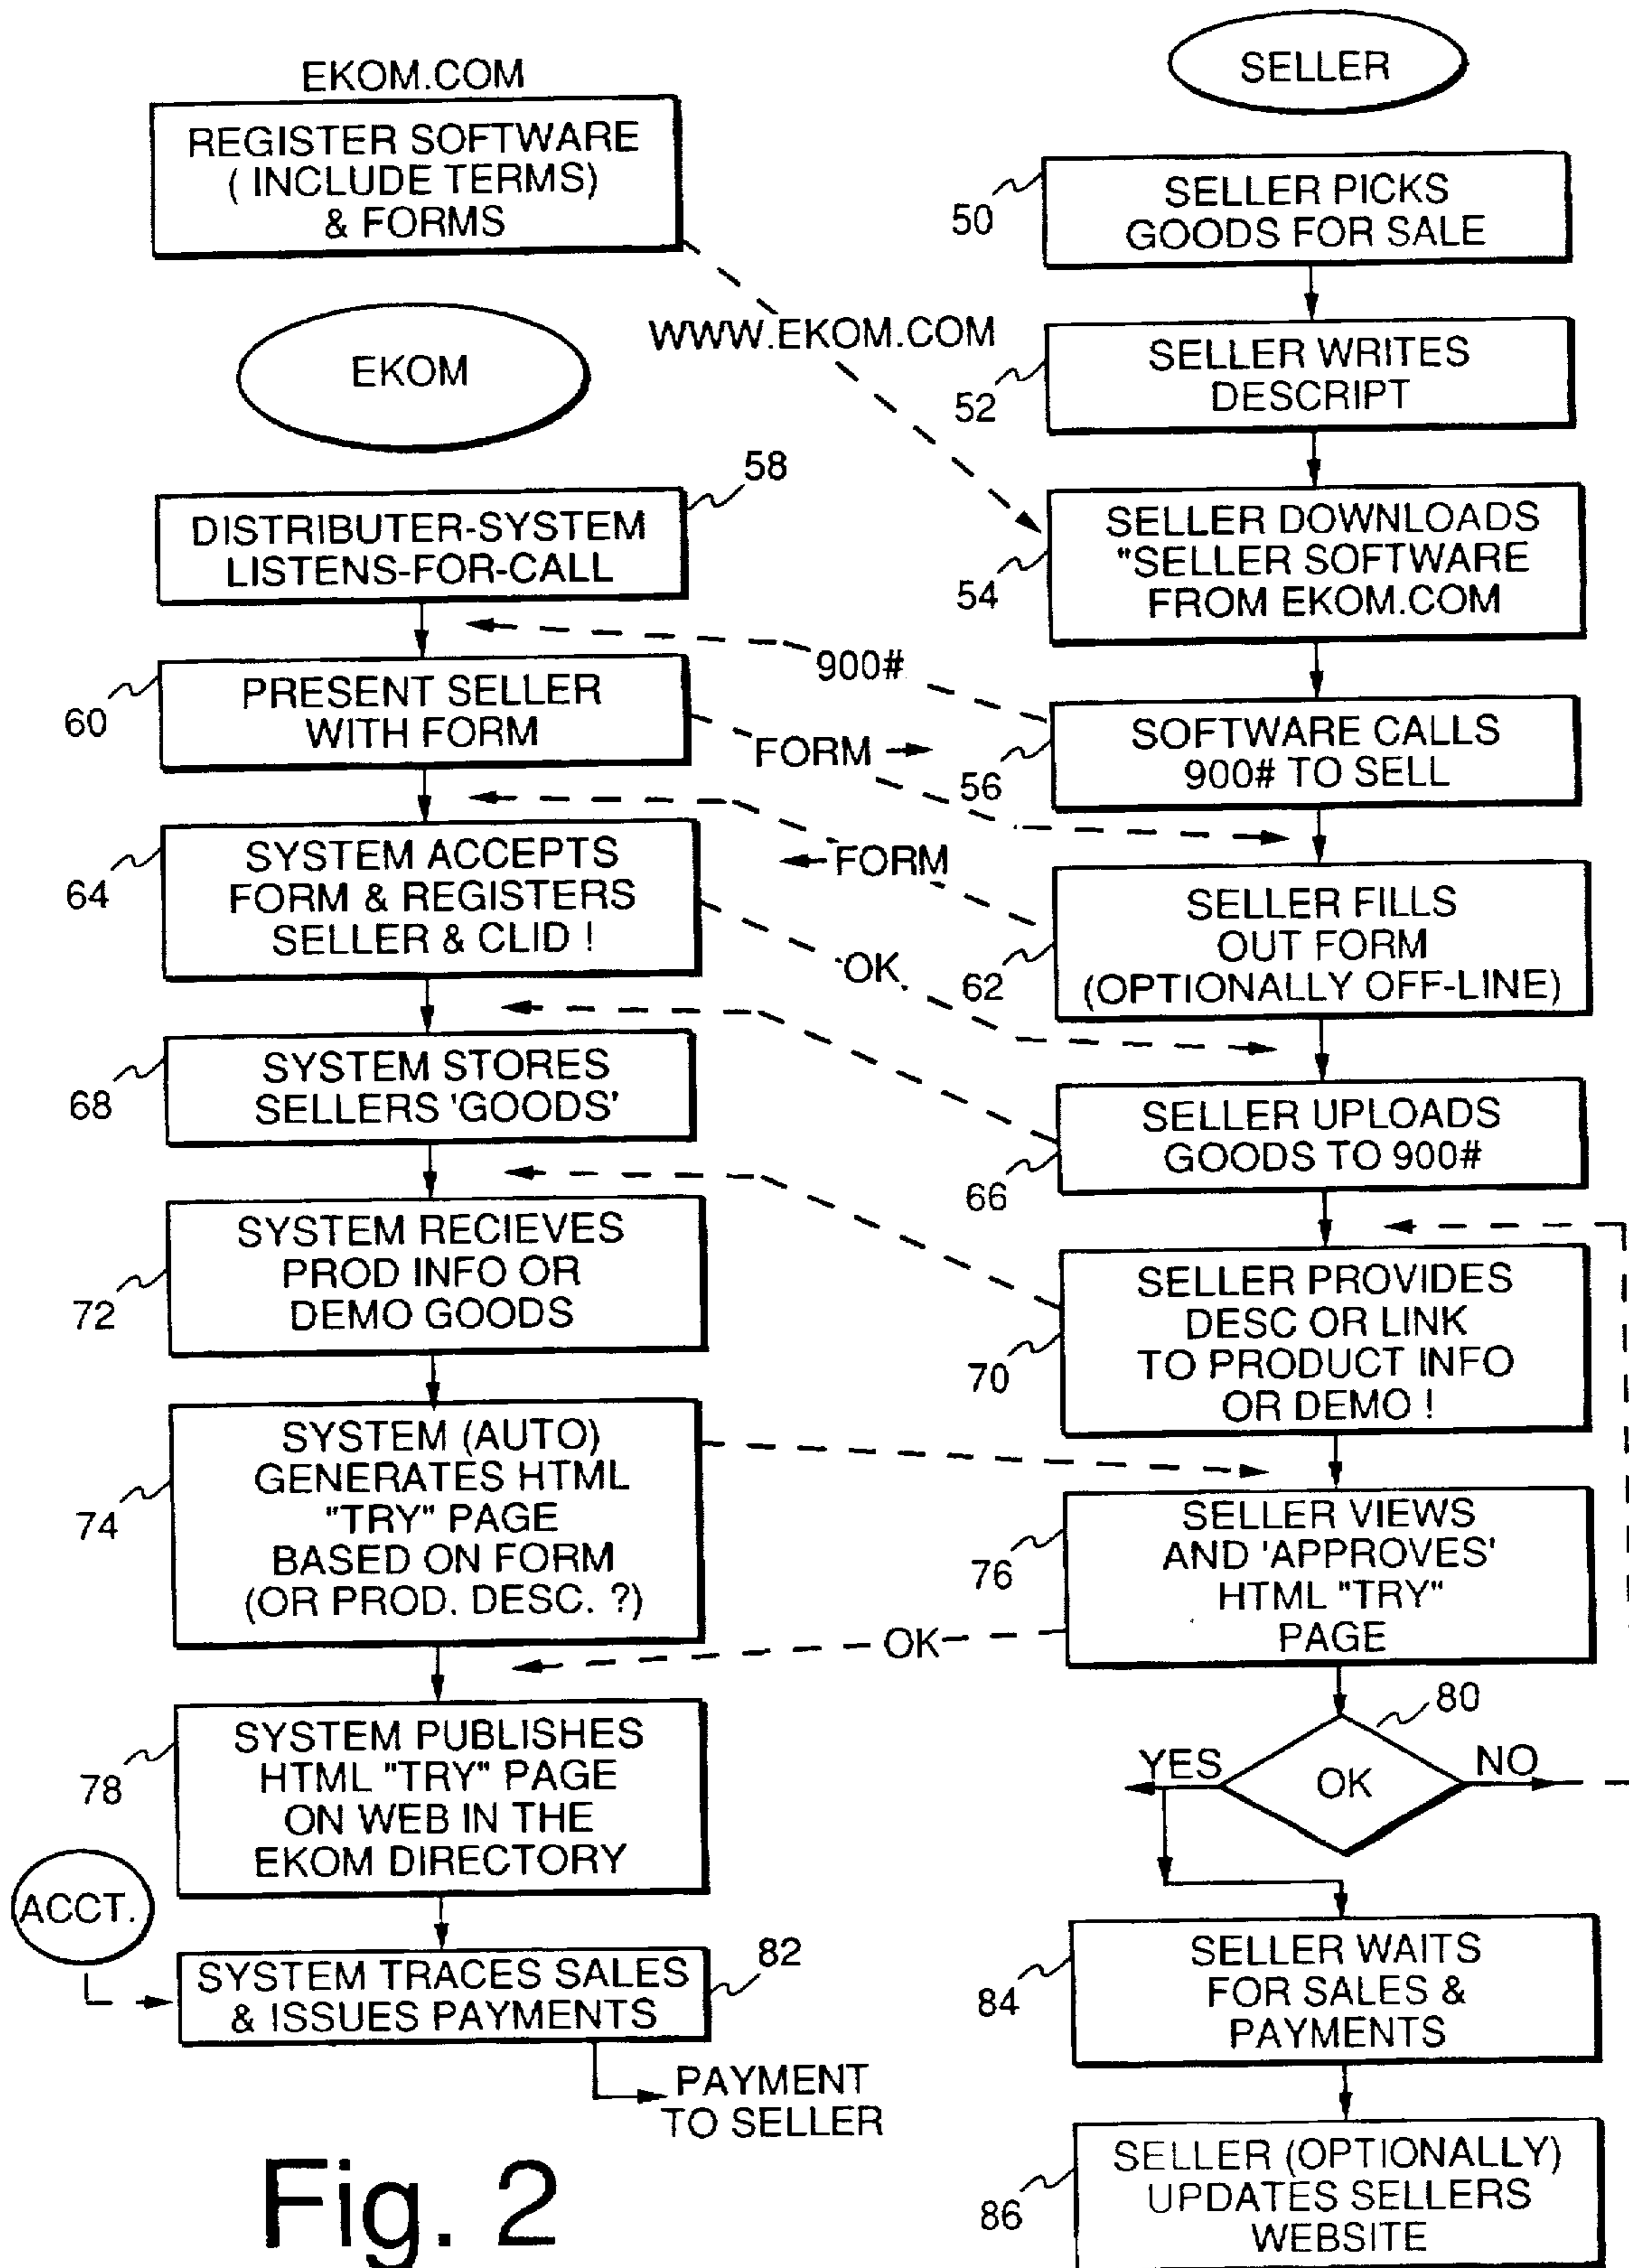 EKOM.COM
REGISTER SOFTWARE
( INCLUDE TERMS)
& FORMS
EKOM
WWW.EKOM.COM
58
DISTRIBUTER-SYSTEM
LISTENS-FOR-CALL
900#
60
PRESENT SELLER
WITH FORM
FORM
64
SYSTEM ACCEPTS
FORM & REGISTERS
SELLER & CLID !
FORM
OK
68
SYSTEM STORES
SELLERS 'GOODS'
72
SYSTEM RECIEVES
PROD INFO OR
DEMO GOODS
74
SYSTEM (AUTO)
GENERATES HTML
"TRY" PAGE
BASED ON FORM
(OR PROD. DESC. ?)
OK
78
SYSTEM PUBLISHES
HTML "TRY" PAGE
ON WEB IN THE
EKOM DIRECTORY
ACCT.
82
SYSTEM TRACES SALES
& ISSUES PAYMENTS
PAYMENT
TO SELLER
SELLER
50
SELLER PICKS
GOODS FOR SALE
52
SELLER WRITES
DESCRIPT
54
SELLER DOWNLOADS
"SELLER SOFTWARE
FROM EKOM.COM
56
SOFTWARE CALLS
900# TO SELL
62
SELLER FILLS
OUT FORM
(OPTIONALLY OFF-LINE)
66
SELLER UPLOADS
GOODS TO 900#
70
SELLER PROVIDES
DESC OR LINK
TO PRODUCT INFO
OR DEMO !
76
SELLER VIEWS
AND 'APPROVES'
HTML "TRY"
PAGE
80
YES
OK
NO
84
SELLER WAITS
FOR SALES &
PAYMENTS
86
SELLER (OPTIONALLY)
UPDATES SELLERS
WEBSITE
Fig. 2